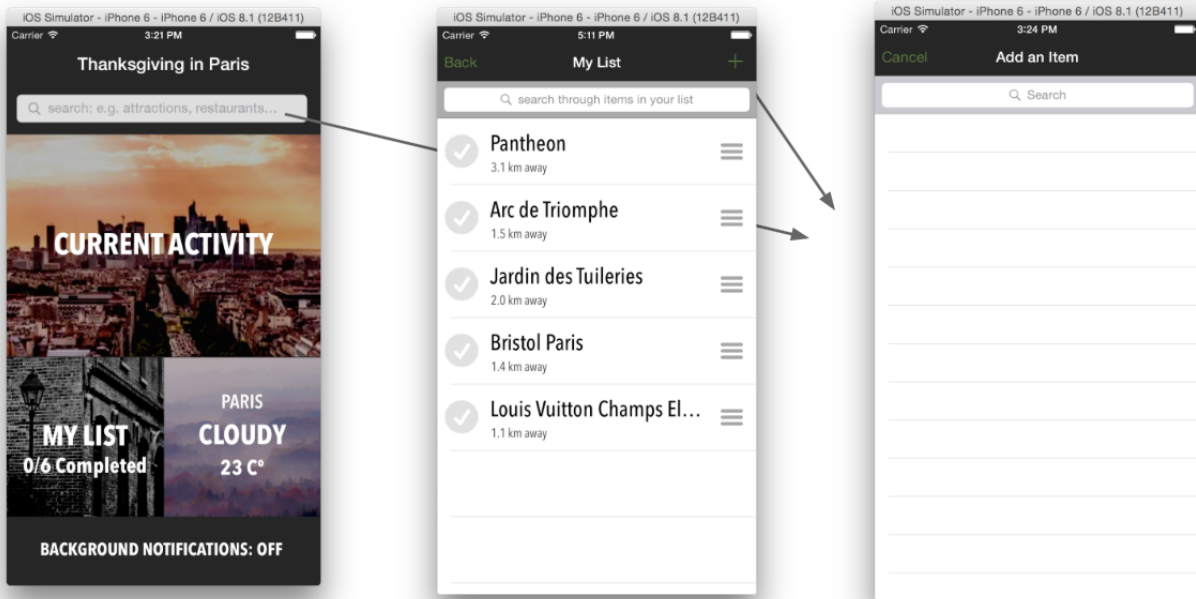 iOS Simulator - iPhone 6 - iPhone 6 / iOS 8.1 (12B411)
Carrier 3:21 PM
Thanksgiving in Paris
search: e.g. attractions, restaurants...
CURRENT ACTIVITY
MY LIST
0/6 Completed
PARIS
CLOUDY
23 C°
BACKGROUND NOTIFICATIONS: OFF
iOS Simulator - iPhone 6 - iPhone 6 / iOS 8.1 (12B411)
Carrier 5:11 PM
Back My List +
search through items in your list
Pantheon
3.1 km away
Arc de Triomphe
1.5 km away
Jardin des Tuileries
2.0 km away
Bristol Paris
1.4 km away
Louis Vuitton Champs El...
1.1 km away
iOS Simulator - iPhone 6 - iPhone 6 / iOS 8.1 (12B411)
Carrier 3:24 PM
Cancel Add an Item
Search